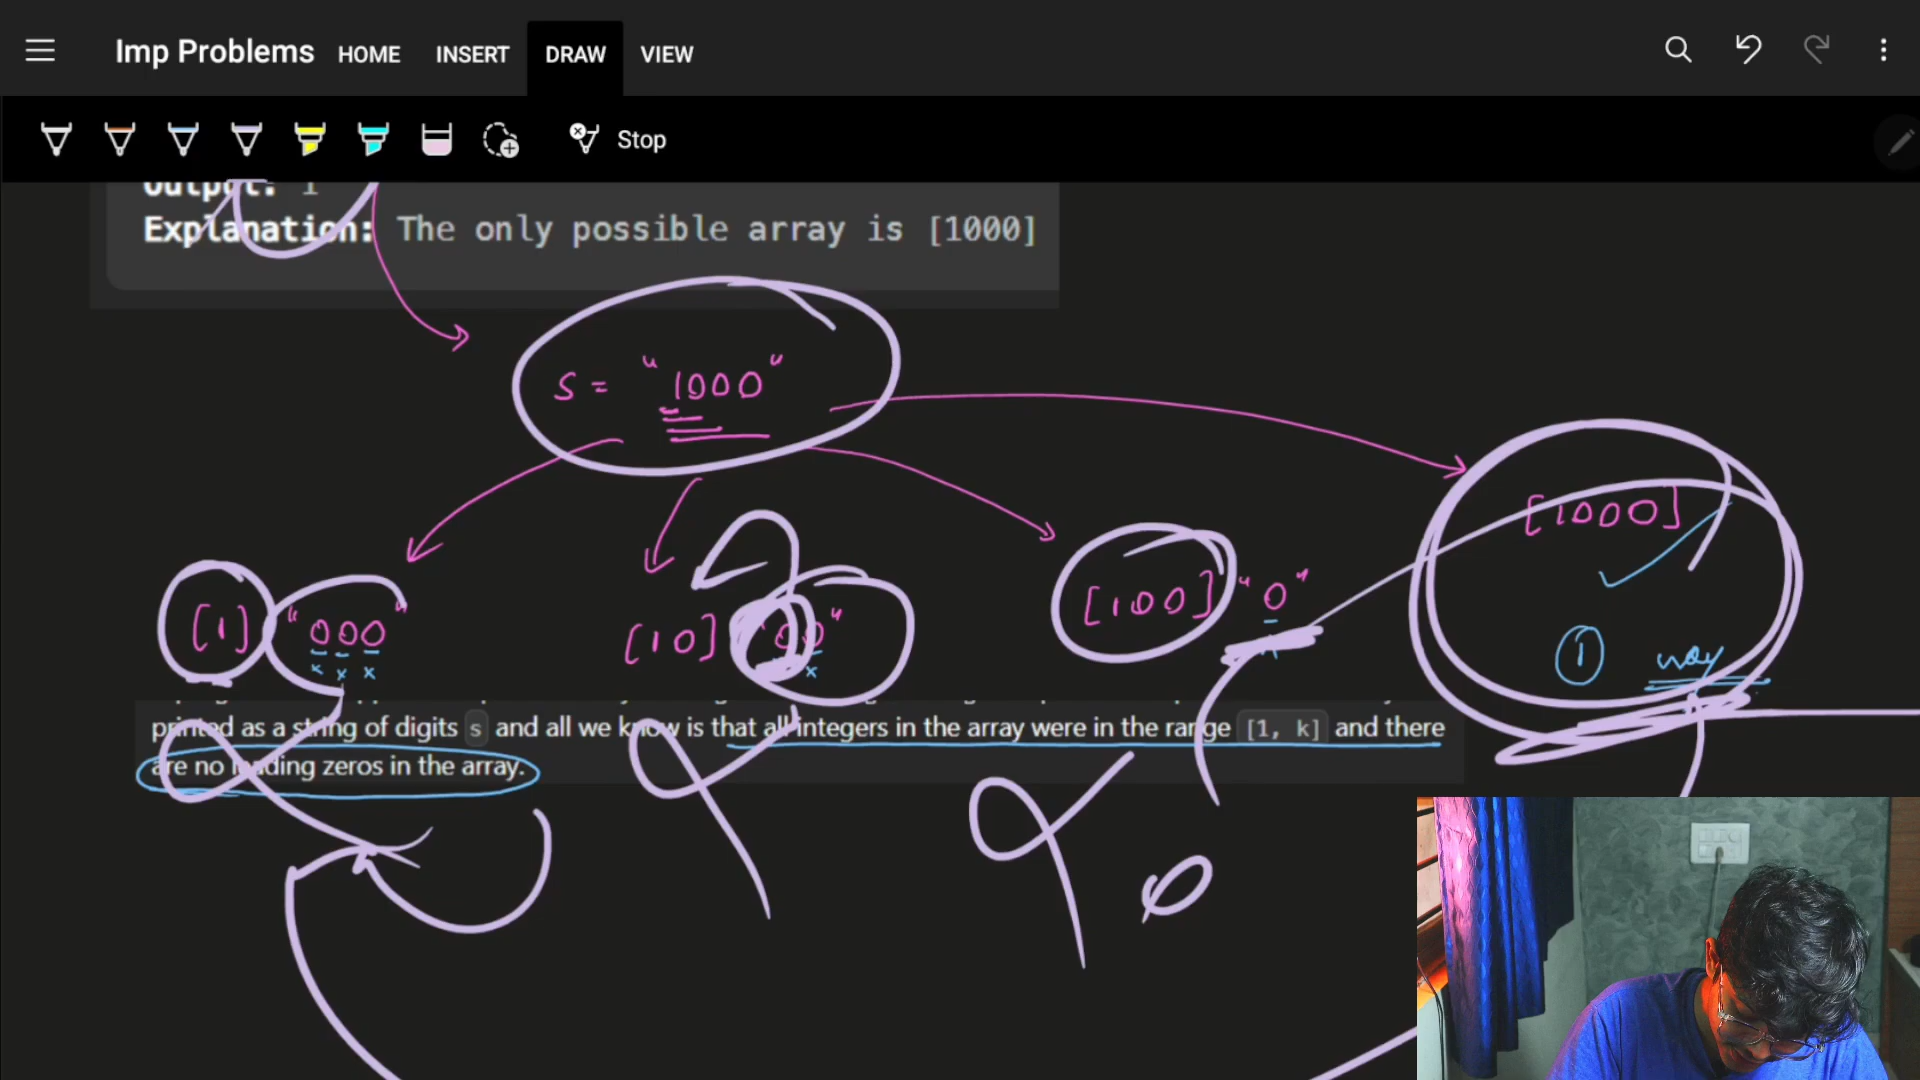 Imp Problems HOME INSERT DRAW VIEW
Stop
Output: 1
Explanation: The only possible array is [1000]
S = "1000"
[1] "000"
[10] "00"
[100] "0"
[1000]
x x x
x
1 way
printed as a string of digits s and all we know is that all integers in the array were in the range [1, k] and there
are no leading zeros in the array.